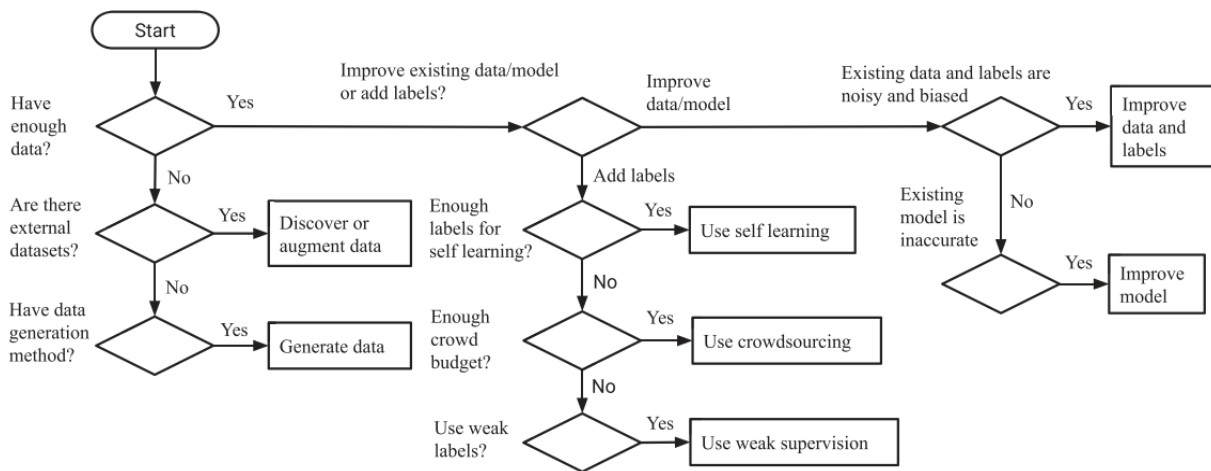 Start
Have
enough
data?
Yes
Improve existing data/model
or add labels?
Improve
data/model
Existing data and labels are
noisy and biased
Yes
Improve
data and
labels
No
Add labels
Existing
model is
inaccurate
No
Are there
external
datasets?
Yes
Discover or
augment data
Enough
labels for
self learning?
Yes
Use self learning
Yes
Improve
model
No
No
Have data
generation
method?
Yes
Generate data
Enough
crowd
budget?
Yes
Use crowdsourcing
No
Use weak
labels?
Yes
Use weak supervision